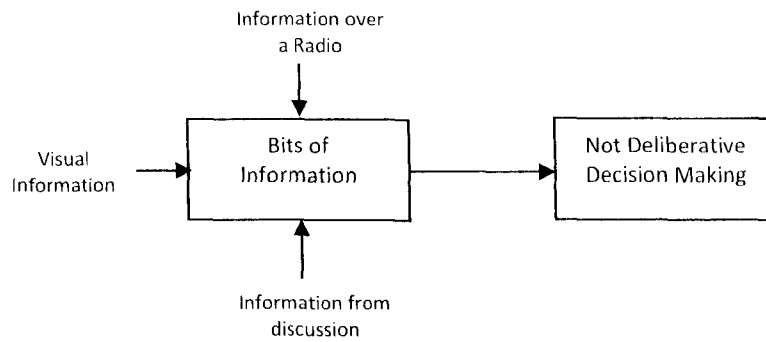 Information over
a Radio
Visual
Information
Bits of
Information
Not Deliberative
Decision Making
Information from
discussion